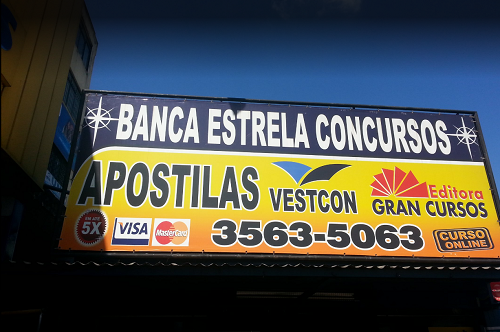 BANCA ESTRELA CONCURSOS
APOSTILAS VESTCON Editora
GRAN CURSOS
EM ATÉ
5X VISA MasterCard 3563-5063 CURSO
ONLINE